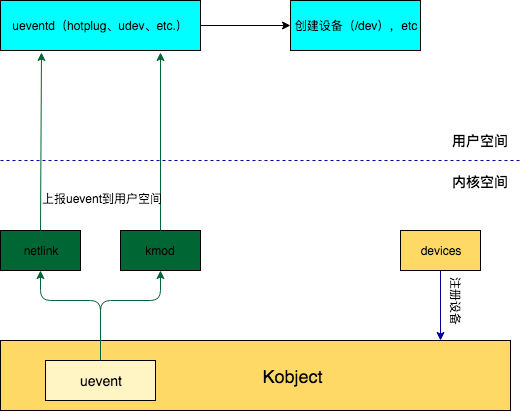 ueventd（hotplug、udev、etc.）
创建设备（/dev），etc
用户空间
内核空间
上报uevent到用户空间
netlink
kmod
devices
注册设备
uevent
Kobject